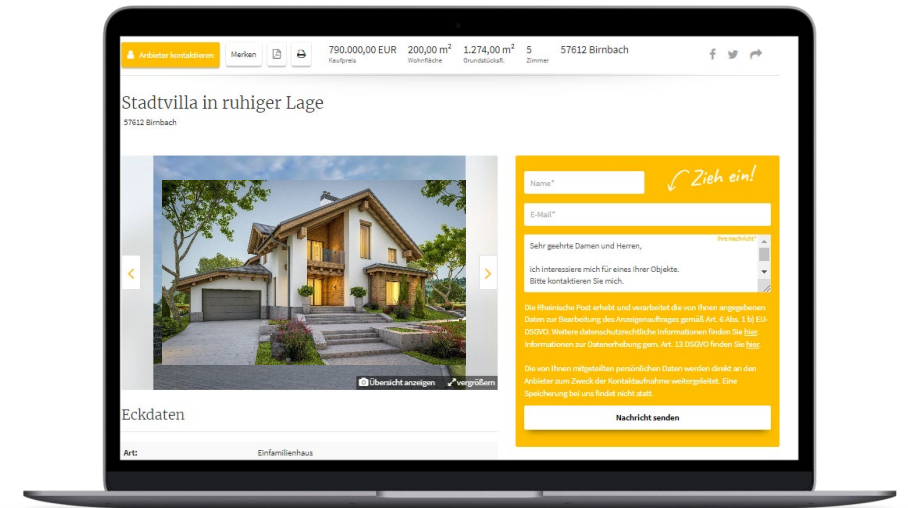 Anbieter kontaktieren
Merken
790.000,00 EUR
Kaufpreis
200,00 m²
Wohnfläche
1.274,00 m²
Grundstücksfl.
5
Zimmer
57612 Birnbach
Stadtvilla in ruhiger Lage
57612 Birnbach
Übersicht anzeigen
vergrößern
Eckdaten
Art: Einfamilienhaus
Zieh ein!
Name*
E-Mail*
Ihre Nachricht*
Sehr geehrte Damen und Herren,
ich interessiere mich für eines Ihrer Objekte.
Bitte kontaktieren Sie mich.
Die Rheinische Post erhebt und verarbeitet die von Ihnen angegebenen
Daten zur Bearbeitung des Anzeigenauftrages gemäß Art. 6 Abs. 1 b) EU-
DSGVO. Weitere datenschutzrechtliche Informationen finden Sie hier.
Informationen zur Datenerhebung gem. Art. 13 DSGVO finden Sie hier.
Die von Ihnen mitgeteilten persönlichen Daten werden direkt an den
Anbieter zum Zweck der Kontaktaufnahme weitergeleitet. Eine
Speicherung bei uns findet nicht statt.
Nachricht senden